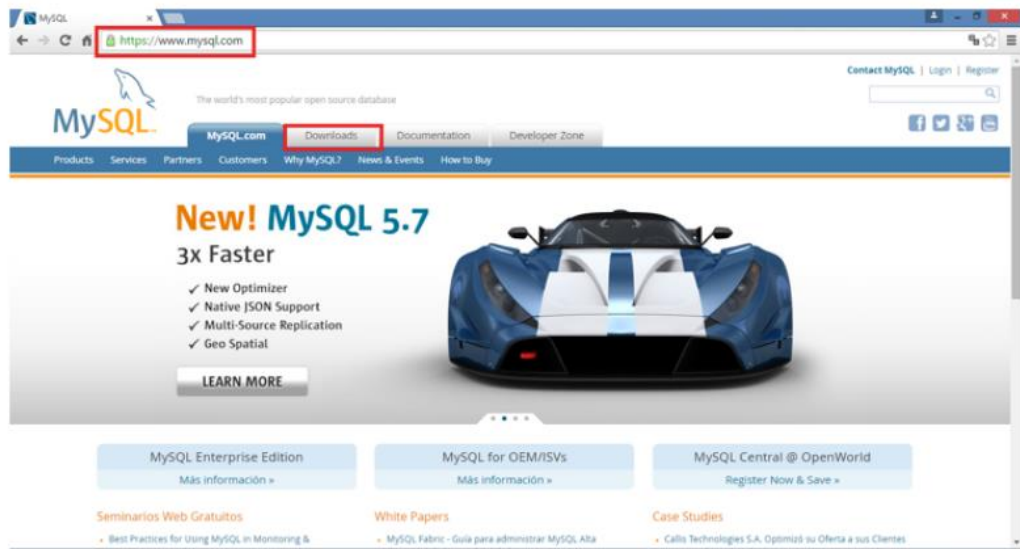 MySQL
https://www.mysql.com
Contact MySQL | Login | Register
The world's most popular open source database
MySQL
MySQL.com Downloads Documentation Developer Zone
Products Services Partners Customers Why MySQL? News & Events How to Buy
New! MySQL 5.7
3x Faster
✓ New Optimizer
✓ Native JSON Support
✓ Multi-Source Replication
✓ Geo Spatial
LEARN MORE
MySQL Enterprise Edition
Más información »
MySQL for OEM/ISVs
Más información »
MySQL Central @ OpenWorld
Register Now & Save »
Seminarios Web Gratuitos
Best Practices for Using MySQL in Monitoring &
White Papers
MySQL Fabric - Guía para administrar MySQL Alta
Case Studies
Callis Technologies S.A. Optimizó su Oferta a sus Clientes